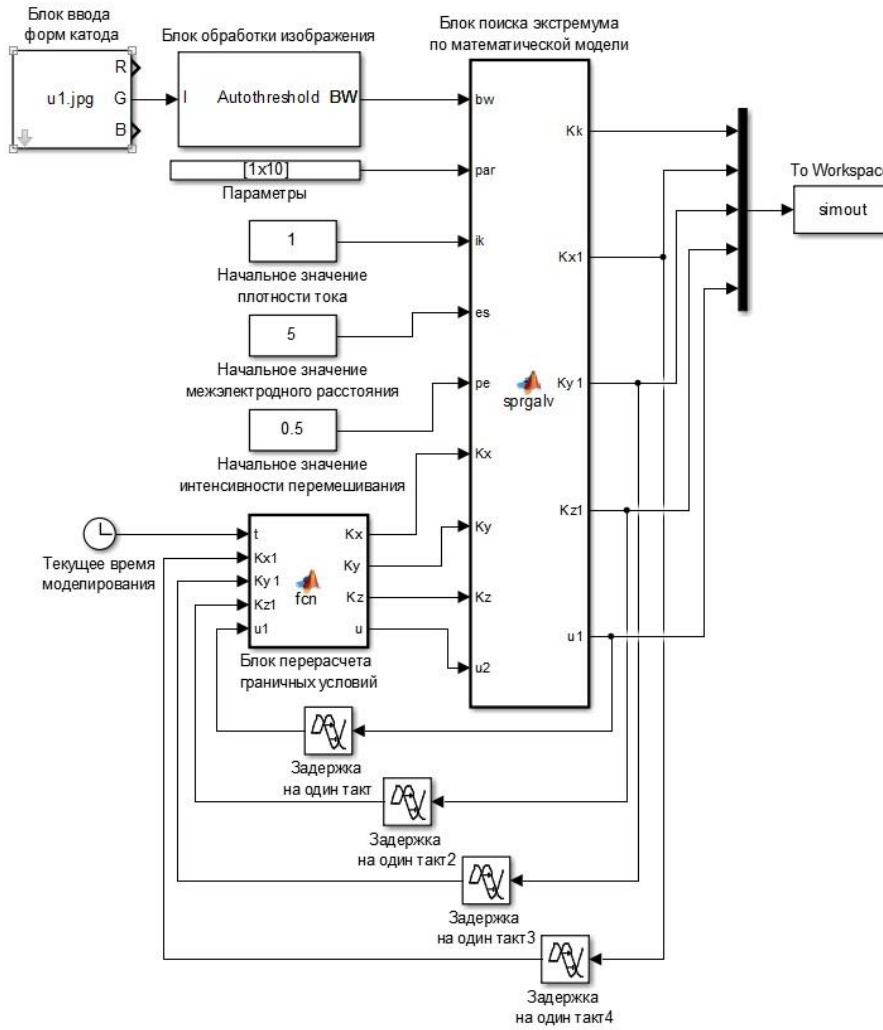 Блок ввода
форм катода
u1.jpg
R
G
B
Блок обработки изображения
I
Autothreshold
BW
Блок поиска экстремума
по математической модели
bw
par
ik
es
pe
Kx
Ky
Kz
u2
sprgalv
Kk
Kx1
Ky 1
Kz1
u1
To Workspace
simout
[1x10]
Параметры
1
Начальное значение
плотности тока
5
Начальное значение
межэлектродного расстояния
0.5
Начальное значение
интенсивности перемешивания
Текущее время
моделирования
t
Kx1
Ky 1
Kz1
u1
fcn
Kx
Ky
Kz
u
Блок перерасчета
граничных условий
Задержка
на один такт
Задержка
на один такт2
Задержка
на один такт3
Задержка
на один такт4